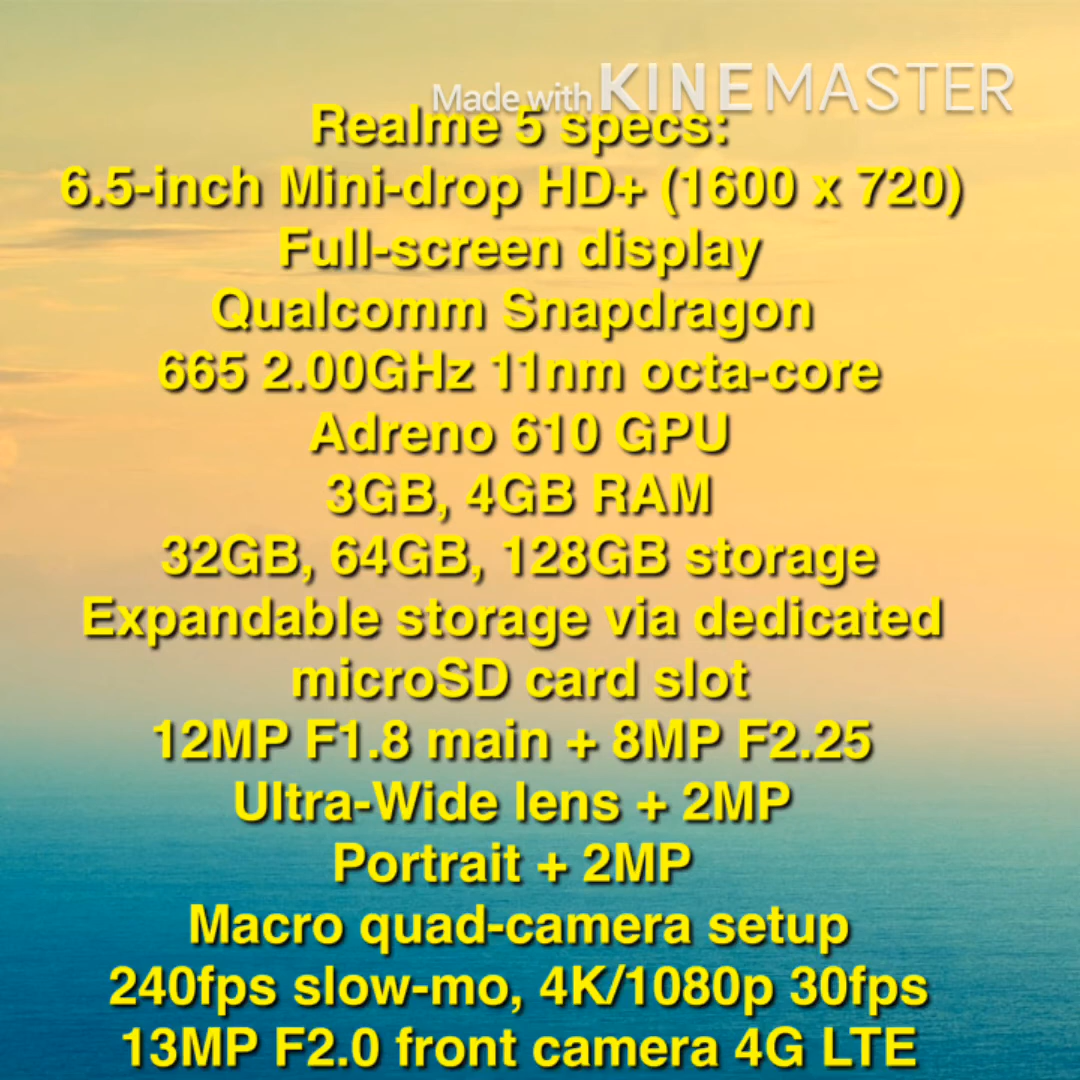 Made with KINEMASTER
Realme 5 specs:
6.5-inch Mini-drop HD+ (1600 x 720)
Full-screen display
Qualcomm Snapdragon
665 2.00GHz 11nm octa-core
Adreno 610 GPU
3GB, 4GB RAM
32GB, 64GB, 128GB storage
Expandable storage via dedicated
microSD card slot
12MP F1.8 main + 8MP F2.25
Ultra-Wide lens + 2MP
Portrait + 2MP
Macro quad-camera setup
240fps slow-mo, 4K/1080p 30fps
13MP F2.0 front camera 4G LTE